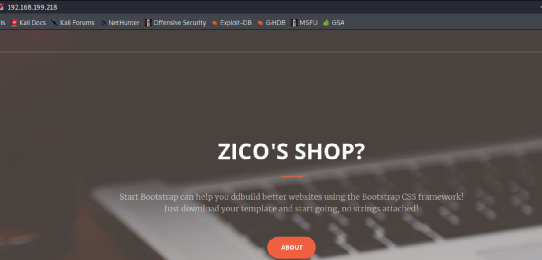 192.168.199.218
Kali Docs Kali Forums NetHunter Offensive Security Exploit-DB GHDB MSFU GSA
ZICO'S SHOP?
Start Bootstrap can help you ddbuild better websites using the Bootstrap CSS framework!
Just download your template and start going, no strings attached!
ABOUT